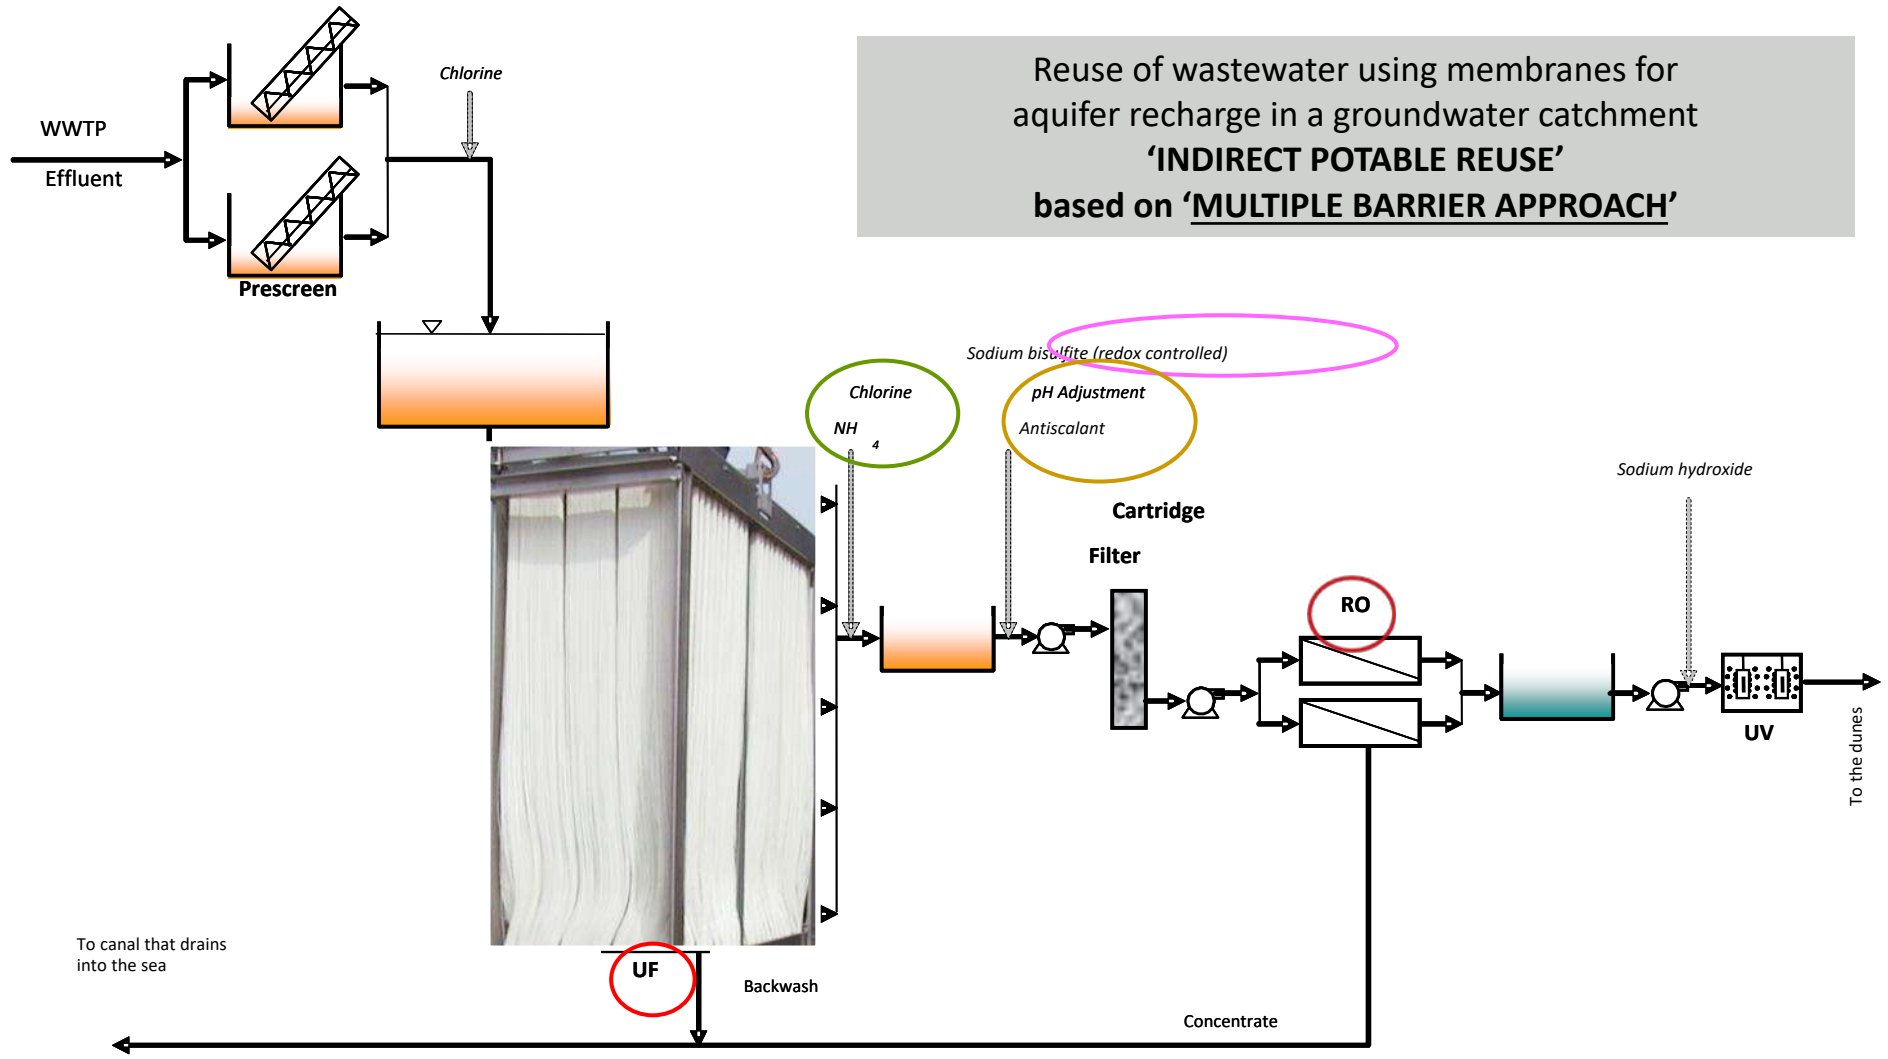 Reuse of wastewater using membranes for
aquifer recharge in a groundwater catchment
‘INDIRECT POTABLE REUSE’
based on ‘MULTIPLE BARRIER APPROACH’
Chlorine
WWTP
Effluent
Prescreen
Sodium bisulfite (redox controlled)
Chlorine
NH 4
pH Adjustment
Antiscalant
Cartridge
Filter
Sodium hydroxide
RO
UV
To the dunes
To canal that drains
into the sea
UF
Backwash
Concentrate